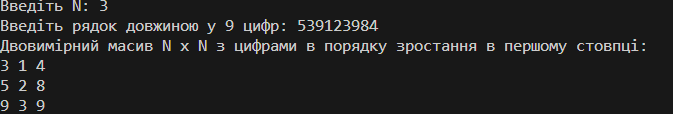 Введіть N: 3
Введіть рядок довжиною у 9 цифр: 539123984
Двовимірний масив N x N з цифрами в порядку зростання в першому стовпці:
3 1 4
5 2 8
9 3 9